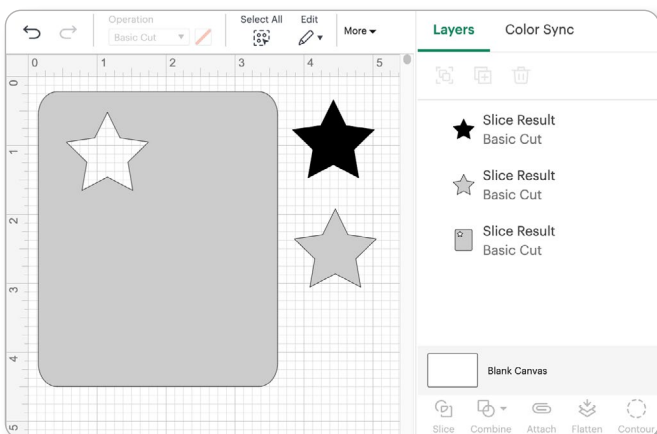 Operation
Basic Cut
Select All
Edit
More
Layers
Color Sync
0 1 2 3 4 5
0
1
2
3
4
5
Slice Result
Basic Cut
Slice Result
Basic Cut
Slice Result
Basic Cut
Blank Canvas
Slice Combine Attach Flatten Contour